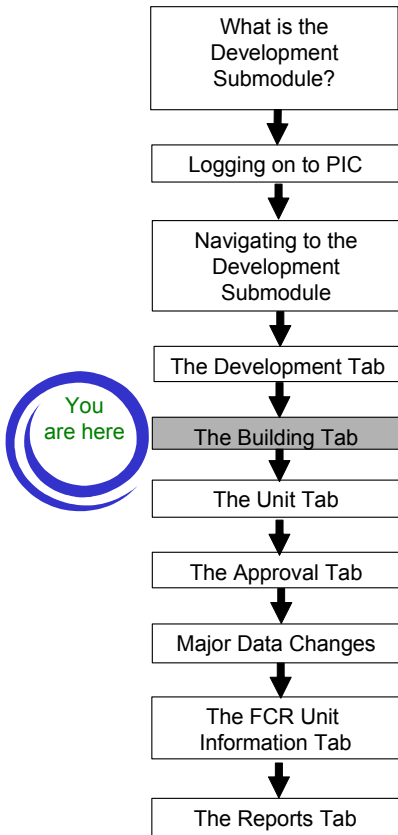 What is the
Development
Submodule?
Logging on to PIC
Navigating to the
Development
Submodule
The Development Tab
You
are here
The Building Tab
The Unit Tab
The Approval Tab
Major Data Changes
The FCR Unit
Information Tab
The Reports Tab